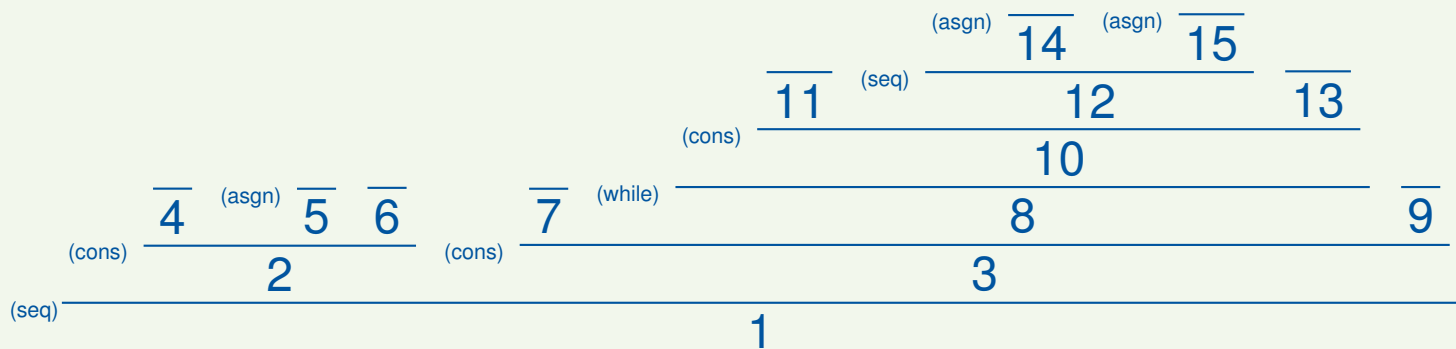 (asgn) 14 (asgn) 15
11 (seq) 12 13
(cons) 10
4 (asgn) 5 6 7 (while) 8 9
(cons) 2 (cons) 3
(seq) 1